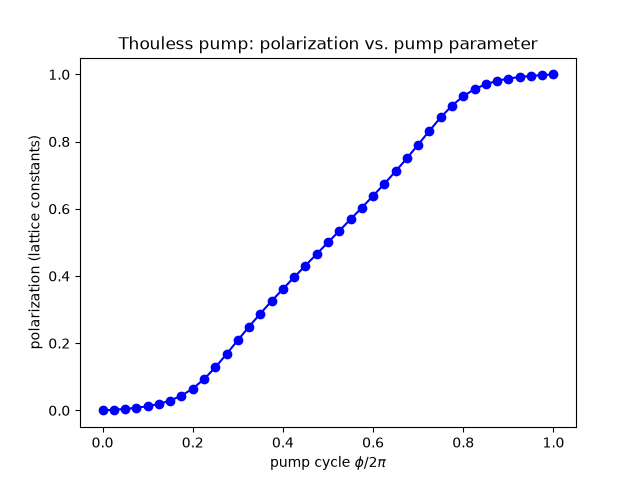 Thouless pump: polarization vs. pump parameter
polarization (lattice constants)
1.0
0.8
0.6
0.4
0.2
0.0
0.0 0.2 0.4 0.6 0.8 1.0
pump cycle ϕ/2π